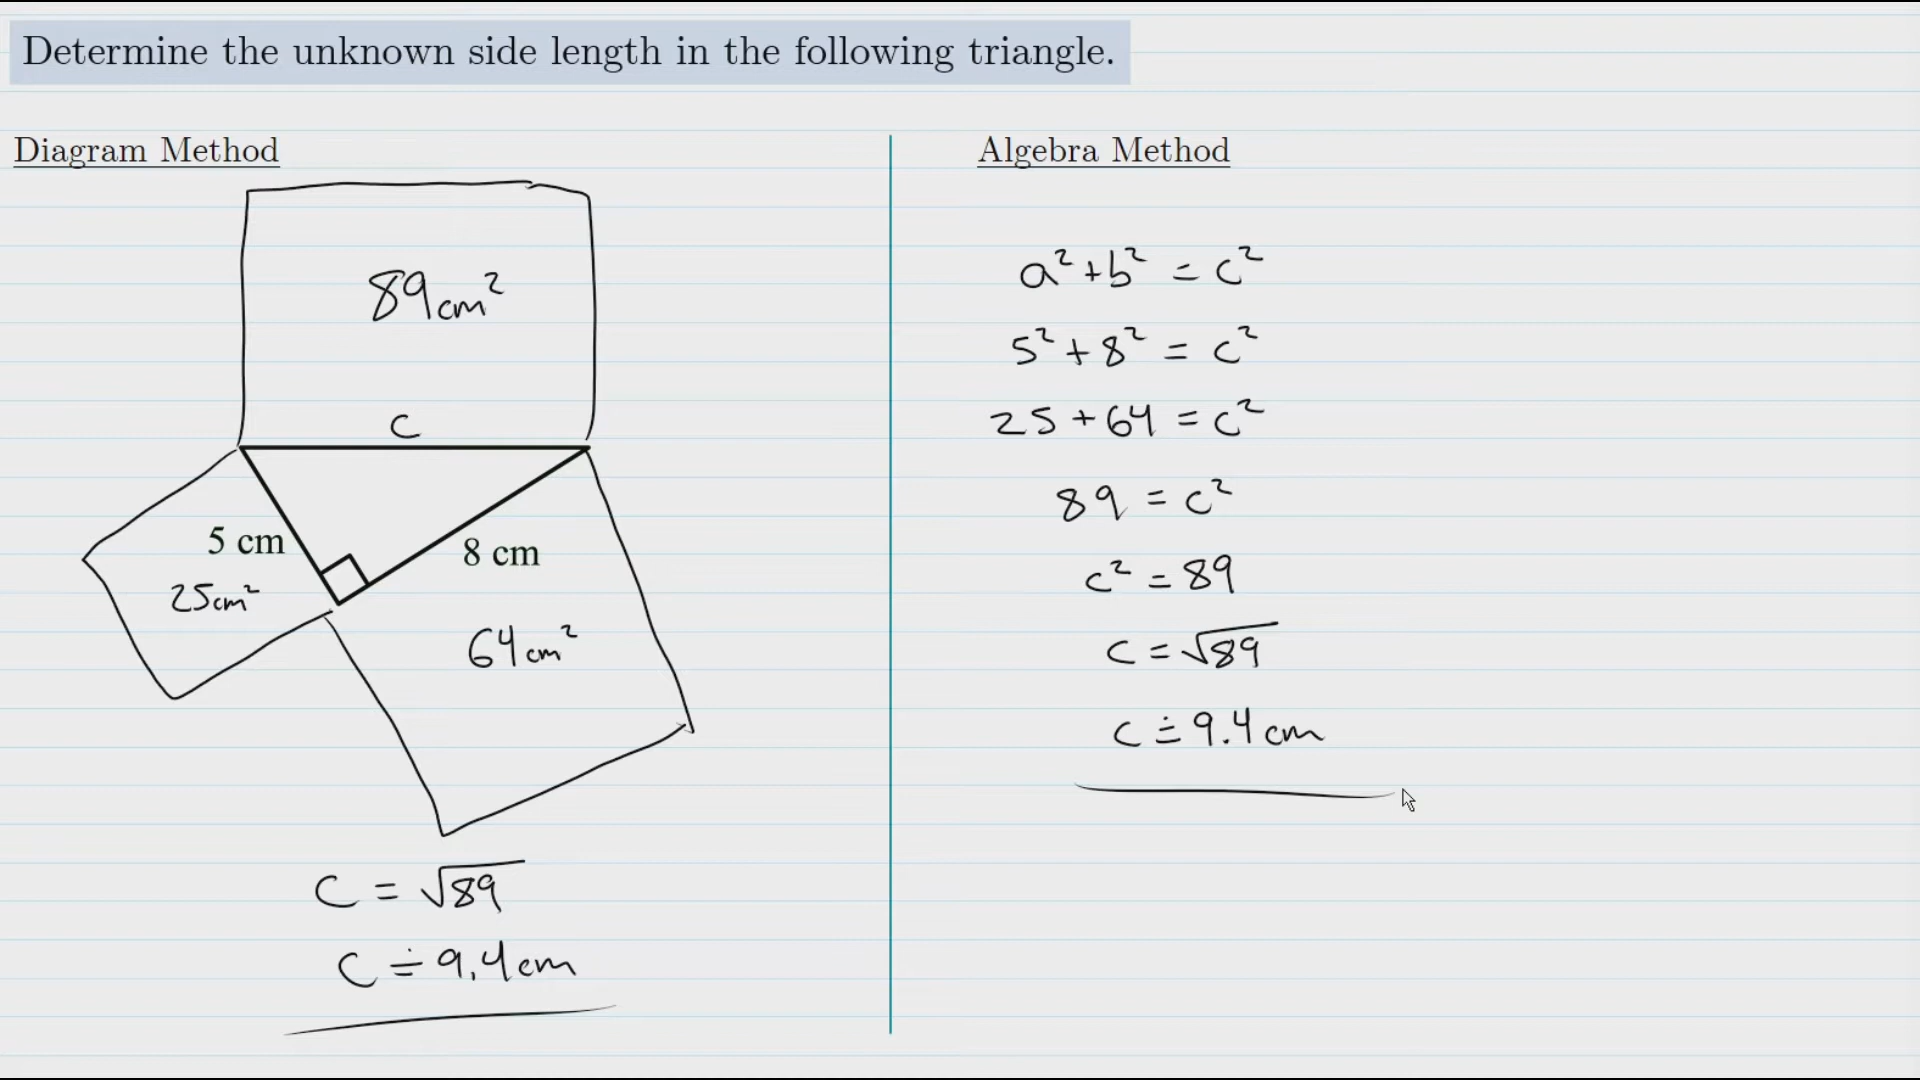 Determine the unknown side length in the following triangle.
Diagram Method
89cm²
c
5 cm
8 cm
25cm²
64cm²
c = √89
c ≐ 9.4cm
Algebra Method
a² + b² = c²
5² + 8² = c²
25 + 64 = c²
89 = c²
c² = 89
c = √89
c ≐ 9.4cm